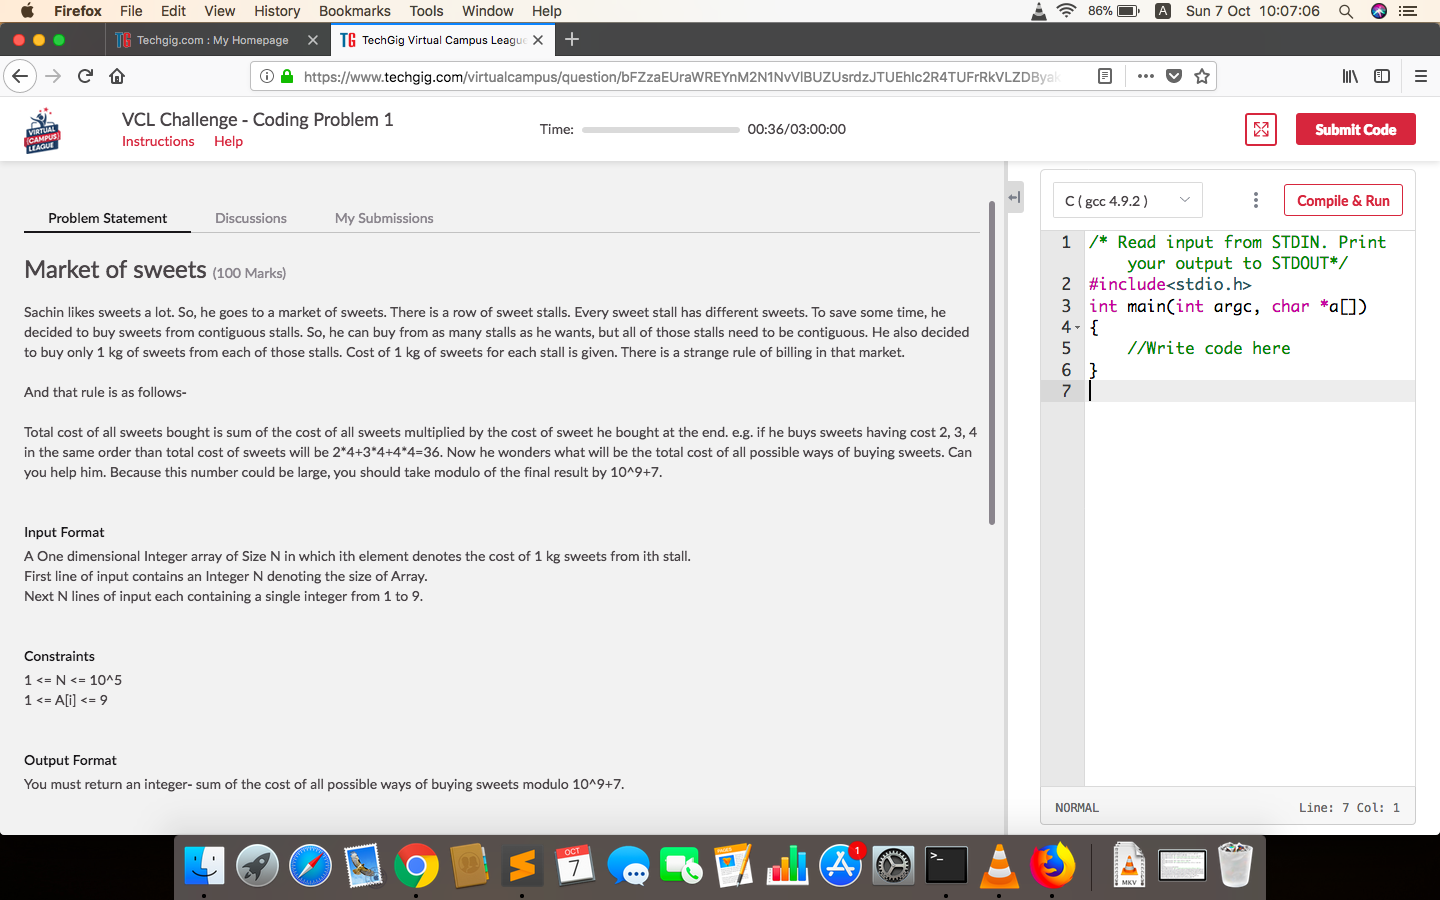 Firefox File Edit View History Bookmarks Tools Window Help 86% A Sun 7 Oct 10:07:06
TG Techgig.com : My Homepage TG TechGig Virtual Campus League
https://www.techgig.com/virtualcampus/question/
VIRTUAL
CAMPUS
LEAGUE
VCL Challenge - Coding Problem 1
Instructions Help
Time: 00:36/03:00:00
Submit Code
Problem Statement Discussions My Submissions
C ( gcc 4.9.2 ) Compile & Run
Market of sweets (100 Marks)
Sachin likes sweets a lot. So, he goes to a market of sweets. There is a row of sweet stalls. Every sweet stall has different sweets. To save some time, he
decided to buy sweets from contiguous stalls. So, he can buy from as many stalls as he wants, but all of those stalls need to be contiguous. He also decided
to buy only 1 kg of sweets from each of those stalls. Cost of 1 kg of sweets for each stall is given. There is a strange rule of billing in that market.
And that rule is as follows-
Total cost of all sweets bought is sum of the cost of all sweets multiplied by the cost of sweet he bought at the end. e.g. if he buys sweets having cost 2, 3, 4
in the same order than total cost of sweets will be 2*4+3*4+4*4=36. Now he wonders what will be the total cost of all possible ways of buying sweets. Can
you help him. Because this number could be large, you should take modulo of the final result by 10^9+7.
Input Format
A One dimensional Integer array of Size N in which ith element denotes the cost of 1 kg sweets from ith stall.
First line of input contains an Integer N denoting the size of Array.
Next N lines of input each containing a single integer from 1 to 9.
Constraints
1 <= N <= 10^5
1 <= A[i] <= 9
Output Format
You must return an integer- sum of the cost of all possible ways of buying sweets modulo 10^9+7.
1 /* Read input from STDIN. Print
your output to STDOUT*/
2 #include<stdio.h>
3 int main(int argc, char *a[])
4 {
5 //Write code here
6 }
7
NORMAL Line: 7 Col: 1
OCT
7
PAGES
1
>_
MKV